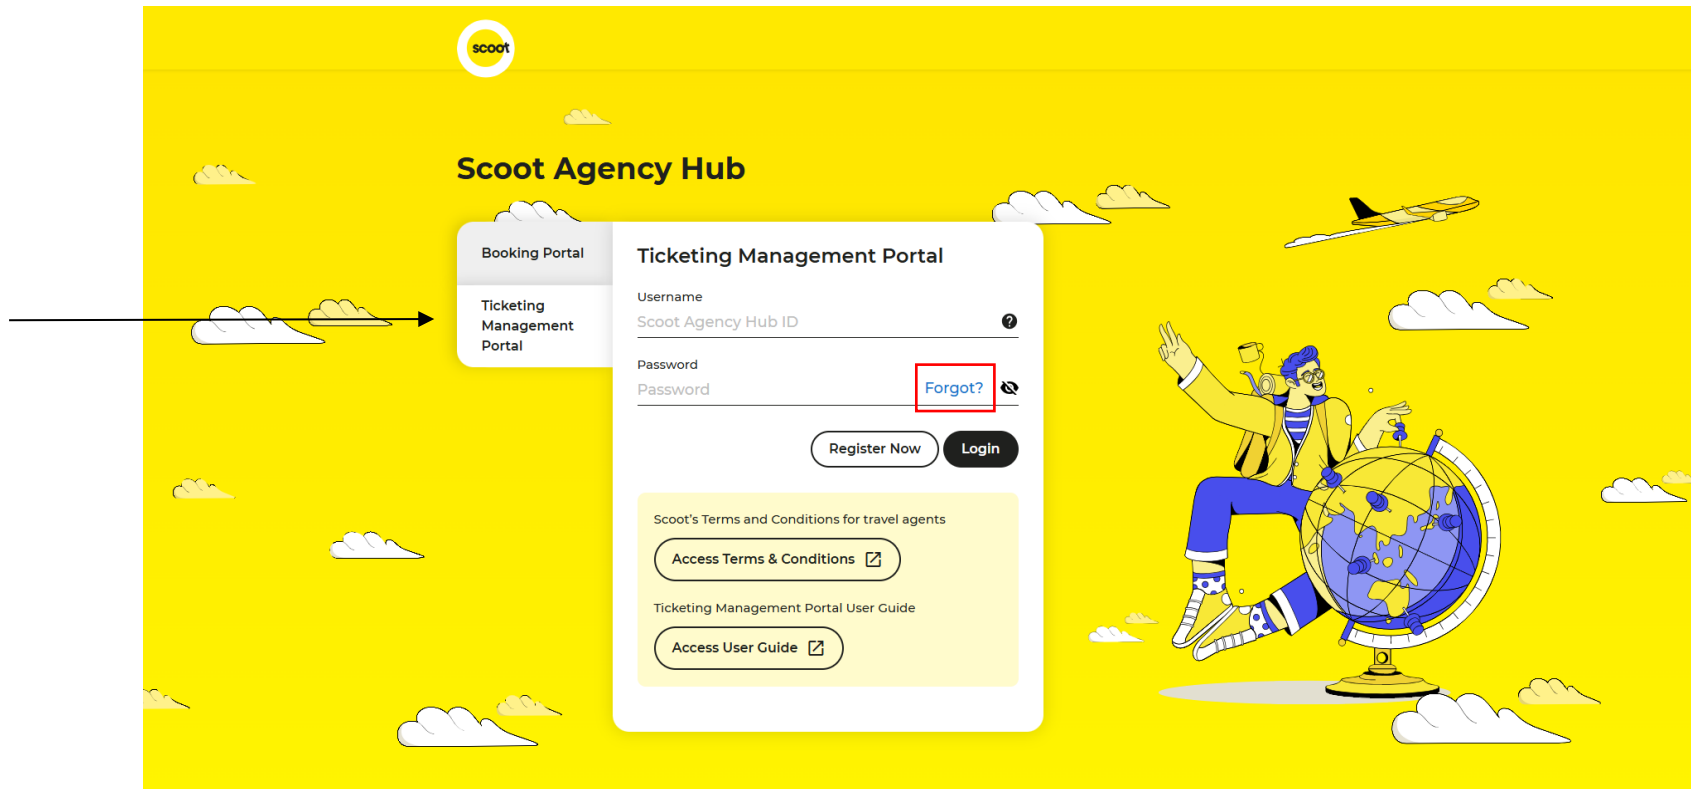 scoot
Scoot Agency Hub
Booking Portal
Ticketing
Management
Portal
Ticketing Management Portal
Username
Scoot Agency Hub ID
?
Password
Password
Forgot?
Register Now
Login
Scoot's Terms and Conditions for travel agents
Access Terms & Conditions
Ticketing Management Portal User Guide
Access User Guide